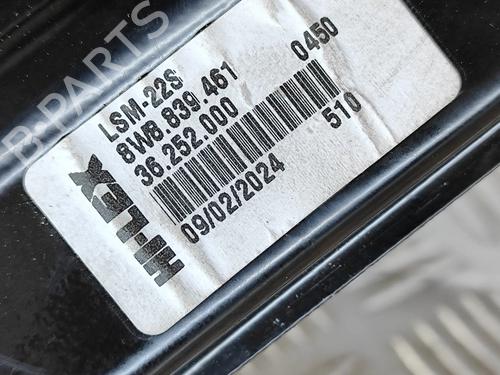 B-PARTS
HI-LEX
LSM-22S
8W8.839.461 0450
36.252.000
510
09/02/2024